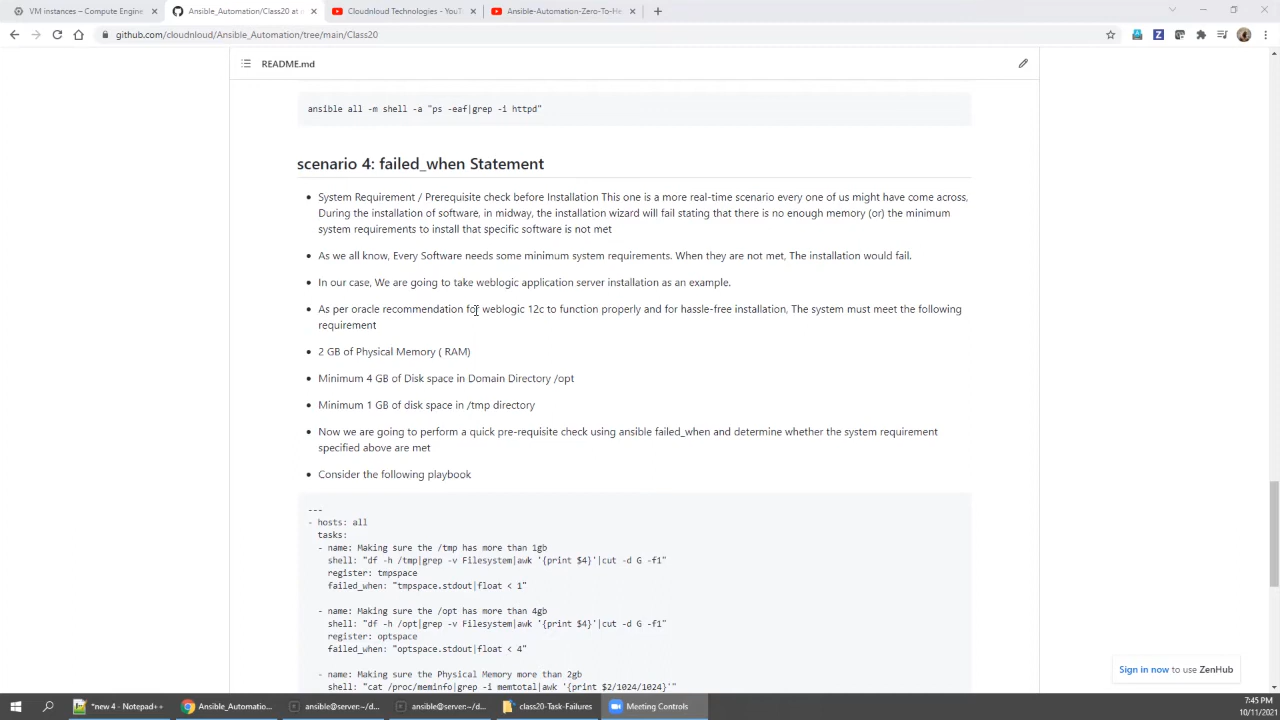 VM instances – Compute Engine
Ansible_Automation/Class20 at m
Cloudnloud Technologies - YouT
Ansible-Automation-Zero-To-He
github.com/cloudnloud/Ansible_Automation/tree/main/Class20
README.md
ansible all -m shell -a "ps -eaf|grep -i httpd"
scenario 4: failed_when Statement
System Requirement / Prerequisite check before Installation This one is a more real-time scenario every one of us might have come across,
During the installation of software, in midway, the installation wizard will fail stating that there is no enough memory (or) the minimum
system requirements to install that specific software is not met
As we all know, Every Software needs some minimum system requirements. When they are not met, The installation would fail.
In our case, We are going to take weblogic application server installation as an example.
As per oracle recommendation for weblogic 12c to function properly and for hassle-free installation, The system must meet the following
requirement
2 GB of Physical Memory ( RAM)
Minimum 4 GB of Disk space in Domain Directory /opt
Minimum 1 GB of disk space in /tmp directory
Now we are going to perform a quick pre-requisite check using ansible failed_when and determine whether the system requirement
specified above are met
Consider the following playbook
---
- hosts: all
tasks:
- name: Making sure the /tmp has more than 1gb
shell: "df -h /tmp|grep -v Filesystem|awk '{print $4}'|cut -d G -f1"
register: tmpspace
failed_when: "tmpspace.stdout|float < 1"
- name: Making sure the /opt has more than 4gb
shell: "df -h /opt|grep -v Filesystem|awk '{print $4}'|cut -d G -f1"
register: optspace
failed_when: "optspace.stdout|float < 4"
- name: Making sure the Physical Memory more than 2gb
shell: "cat /proc/meminfo|grep -i memtotal|awk '{print $2/1024/1024}'"
Sign in now to use ZenHub
*new 4 - Notepad++
Ansible_Automatio...
ansible@server:~/d...
ansible@server:~/d...
class20-Task-Failures
Meeting Controls
7:45 PM
10/11/2021